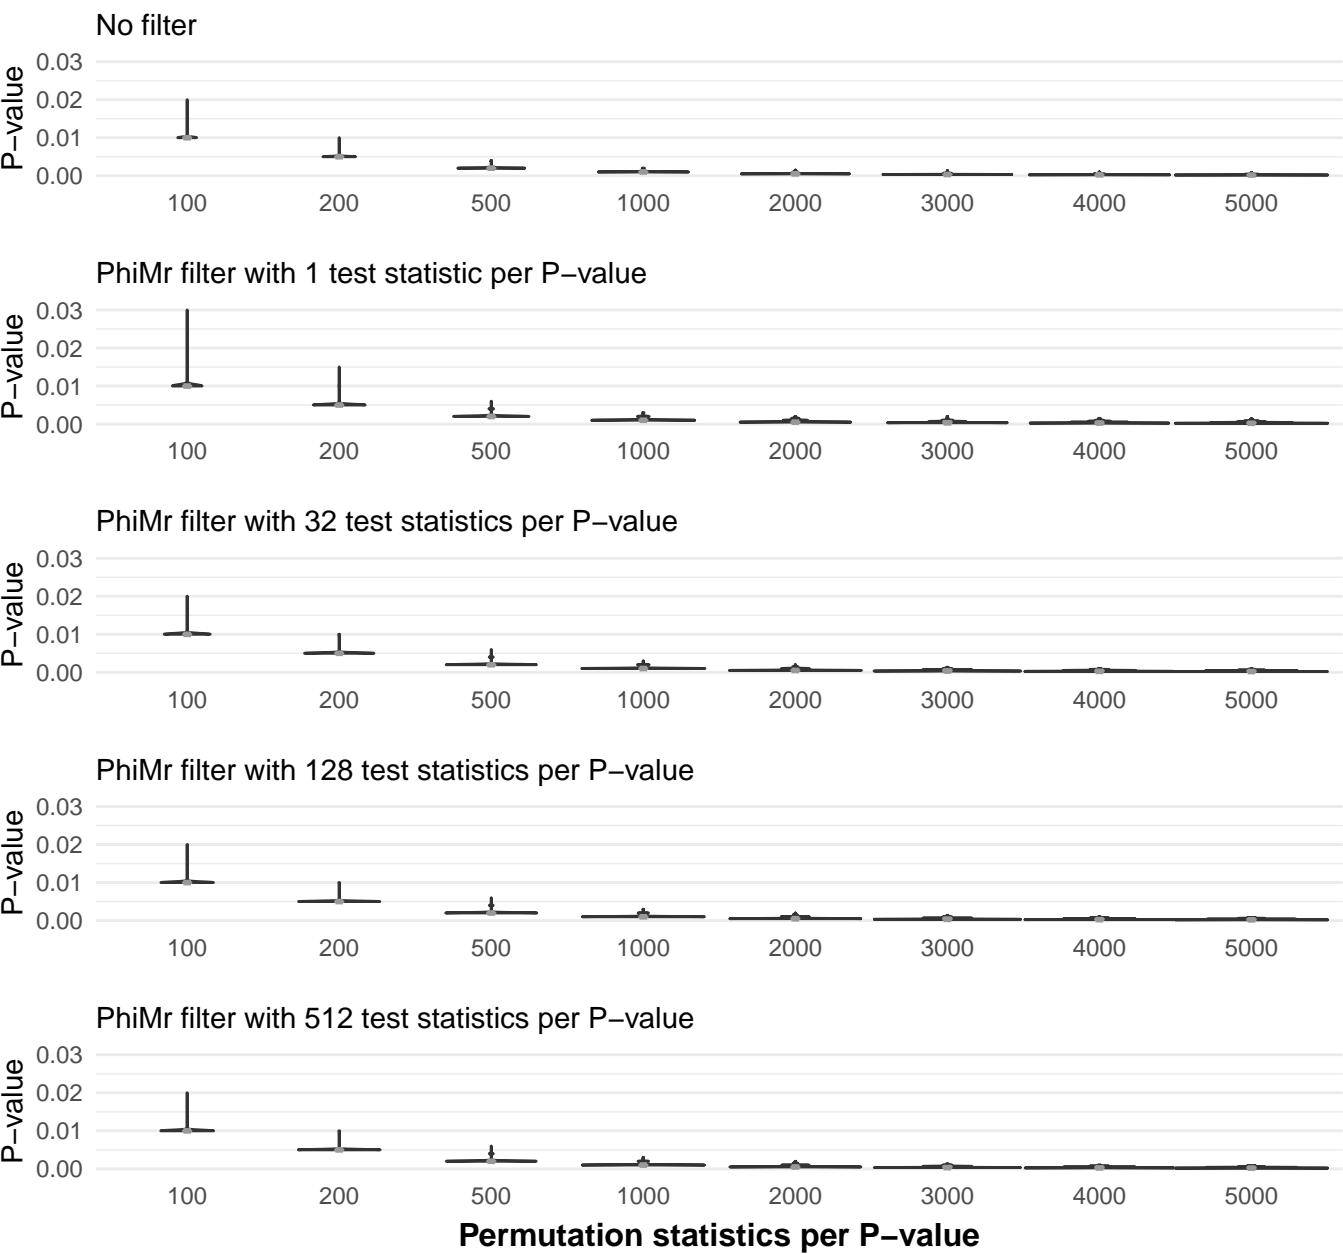 No filter
P−value
0.03
0.02
0.01
0.00
100 200 500 1000 2000 3000 4000 5000
PhiMr filter with 1 test statistic per P−value
P−value
0.03
0.02
0.01
0.00
100 200 500 1000 2000 3000 4000 5000
PhiMr filter with 32 test statistics per P−value
P−value
0.03
0.02
0.01
0.00
100 200 500 1000 2000 3000 4000 5000
PhiMr filter with 128 test statistics per P−value
P−value
0.03
0.02
0.01
0.00
100 200 500 1000 2000 3000 4000 5000
PhiMr filter with 512 test statistics per P−value
P−value
0.03
0.02
0.01
0.00
100 200 500 1000 2000 3000 4000 5000
Permutation statistics per P−value